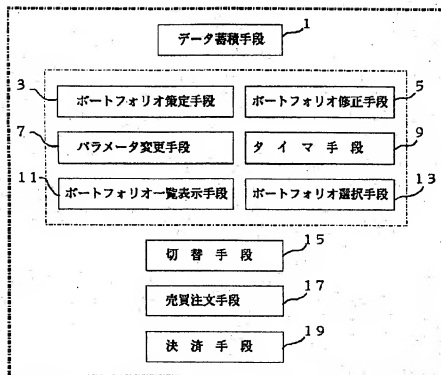 データ蓄積手段 1
3 ポートフォリオ策定手段 ポートフォリオ修正手段 5
7 パラメータ変更手段 タイマ手段 9
11 ポートフォリオ一覧表示手段 ポートフォリオ選択手段 13
切替手段 15
売買注文手段 17
決済手段 19